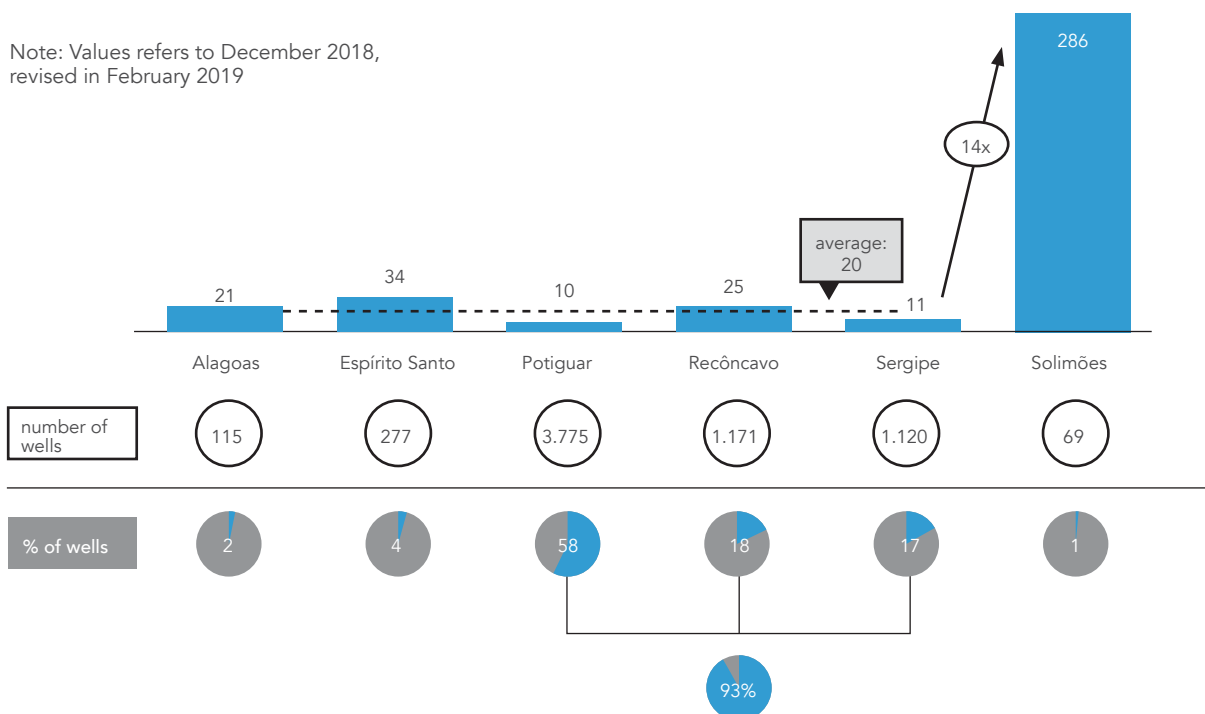 Note: Values refers to December 2018,
revised in February 2019
286
14x
average:
20
21
34
10
25
11
Alagoas
Espírito Santo
Potiguar
Recôncavo
Sergipe
Solimões
number of
wells
115
277
3.775
1.171
1.120
69
% of wells
2
4
58
18
17
1
93%